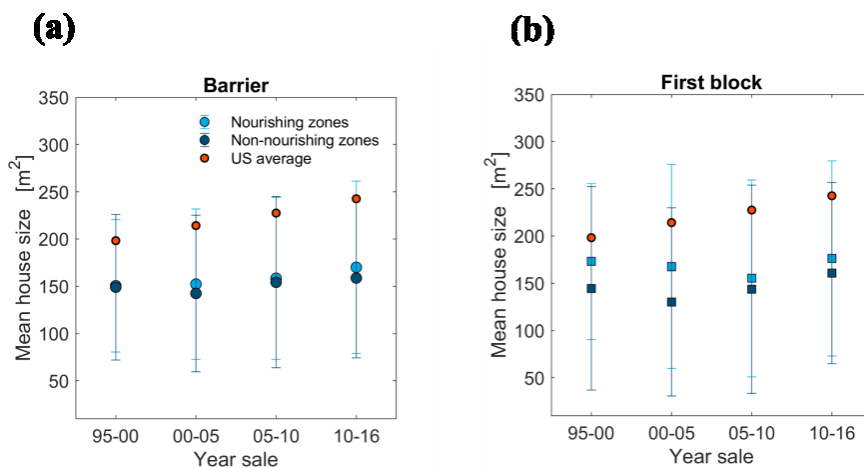 (a)
Barrier
350
300
250
200
150
100
50
Mean house size [m²]
Nourishing zones
Non-nourishing zones
US average
95-00 00-05 05-10 10-16
Year sale
(b)
First block
350
300
250
200
150
100
50
Mean house size [m²]
95-00 00-05 05-10 10-16
Year sale